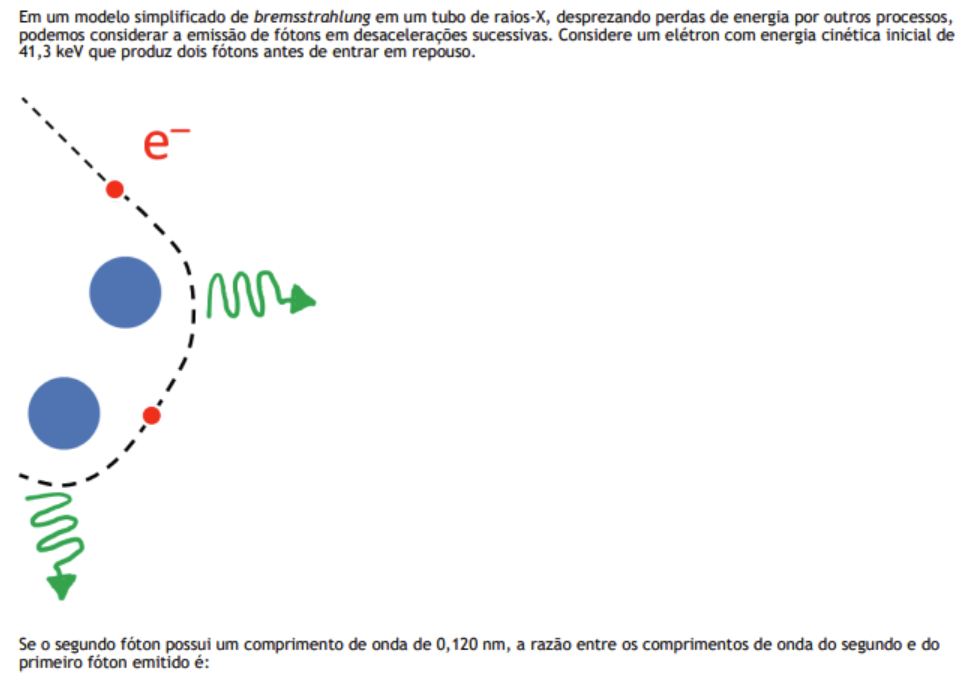 Em um modelo simplificado de bremsstrahlung em um tubo de raios-X, desprezando perdas de energia por outros processos,
podemos considerar a emissão de fótons em desacelerações sucessivas. Considere um elétron com energia cinética inicial de
41,3 keV que produz dois fótons antes de entrar em repouso.
e⁻
Se o segundo fóton possui um comprimento de onda de 0,120 nm, a razão entre os comprimentos de onda do segundo e do
primeiro fóton emitido é: